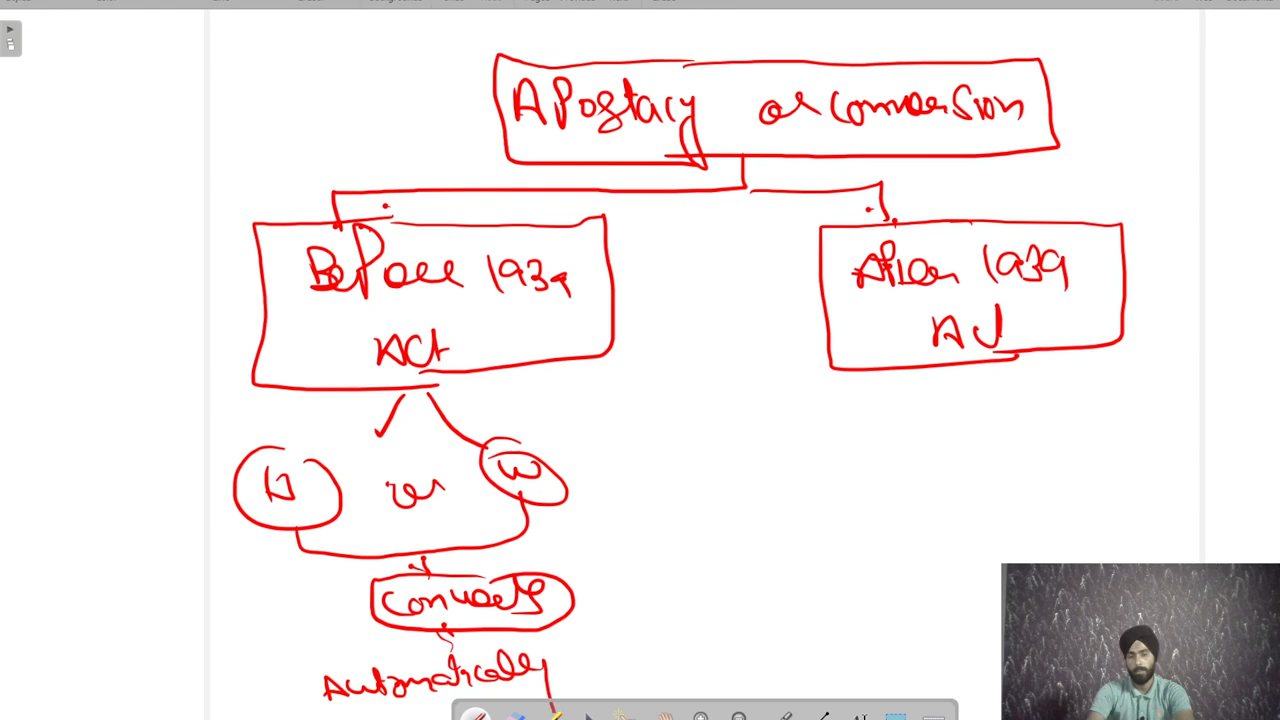 Apostacy or conversion
Before 1939
Act
After 1939
Act
H or W
Converts
Automatically